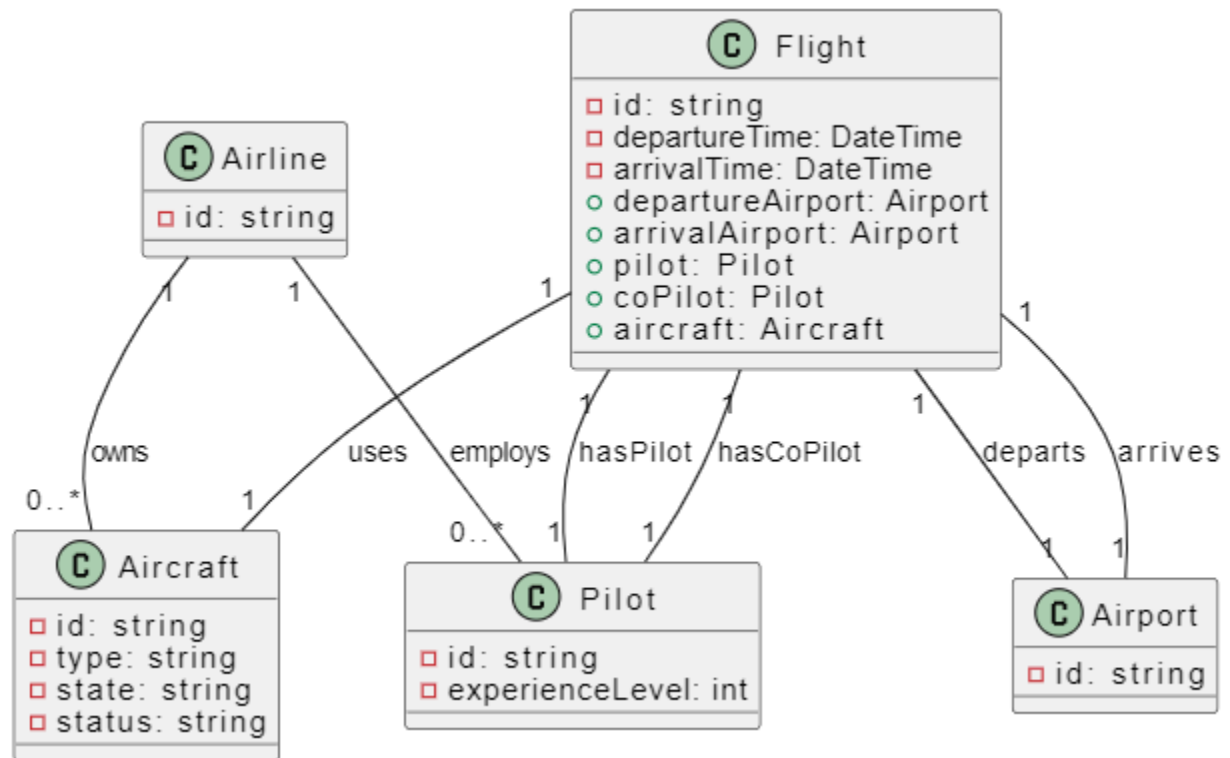 C Flight
id: string
departureTime: DateTime
arrivalTime: DateTime
departureAirport: Airport
arrivalAirport: Airport
pilot: Pilot
coPilot: Pilot
aircraft: Aircraft
C Airline
id: string
1
1
1
1
1
1
1
owns
uses
employs
hasPilot
hasCoPilot
departs
arrives
0..*
1
0..*
1
1
1
1
C Aircraft
id: string
type: string
state: string
status: string
C Pilot
id: string
experienceLevel: int
C Airport
id: string